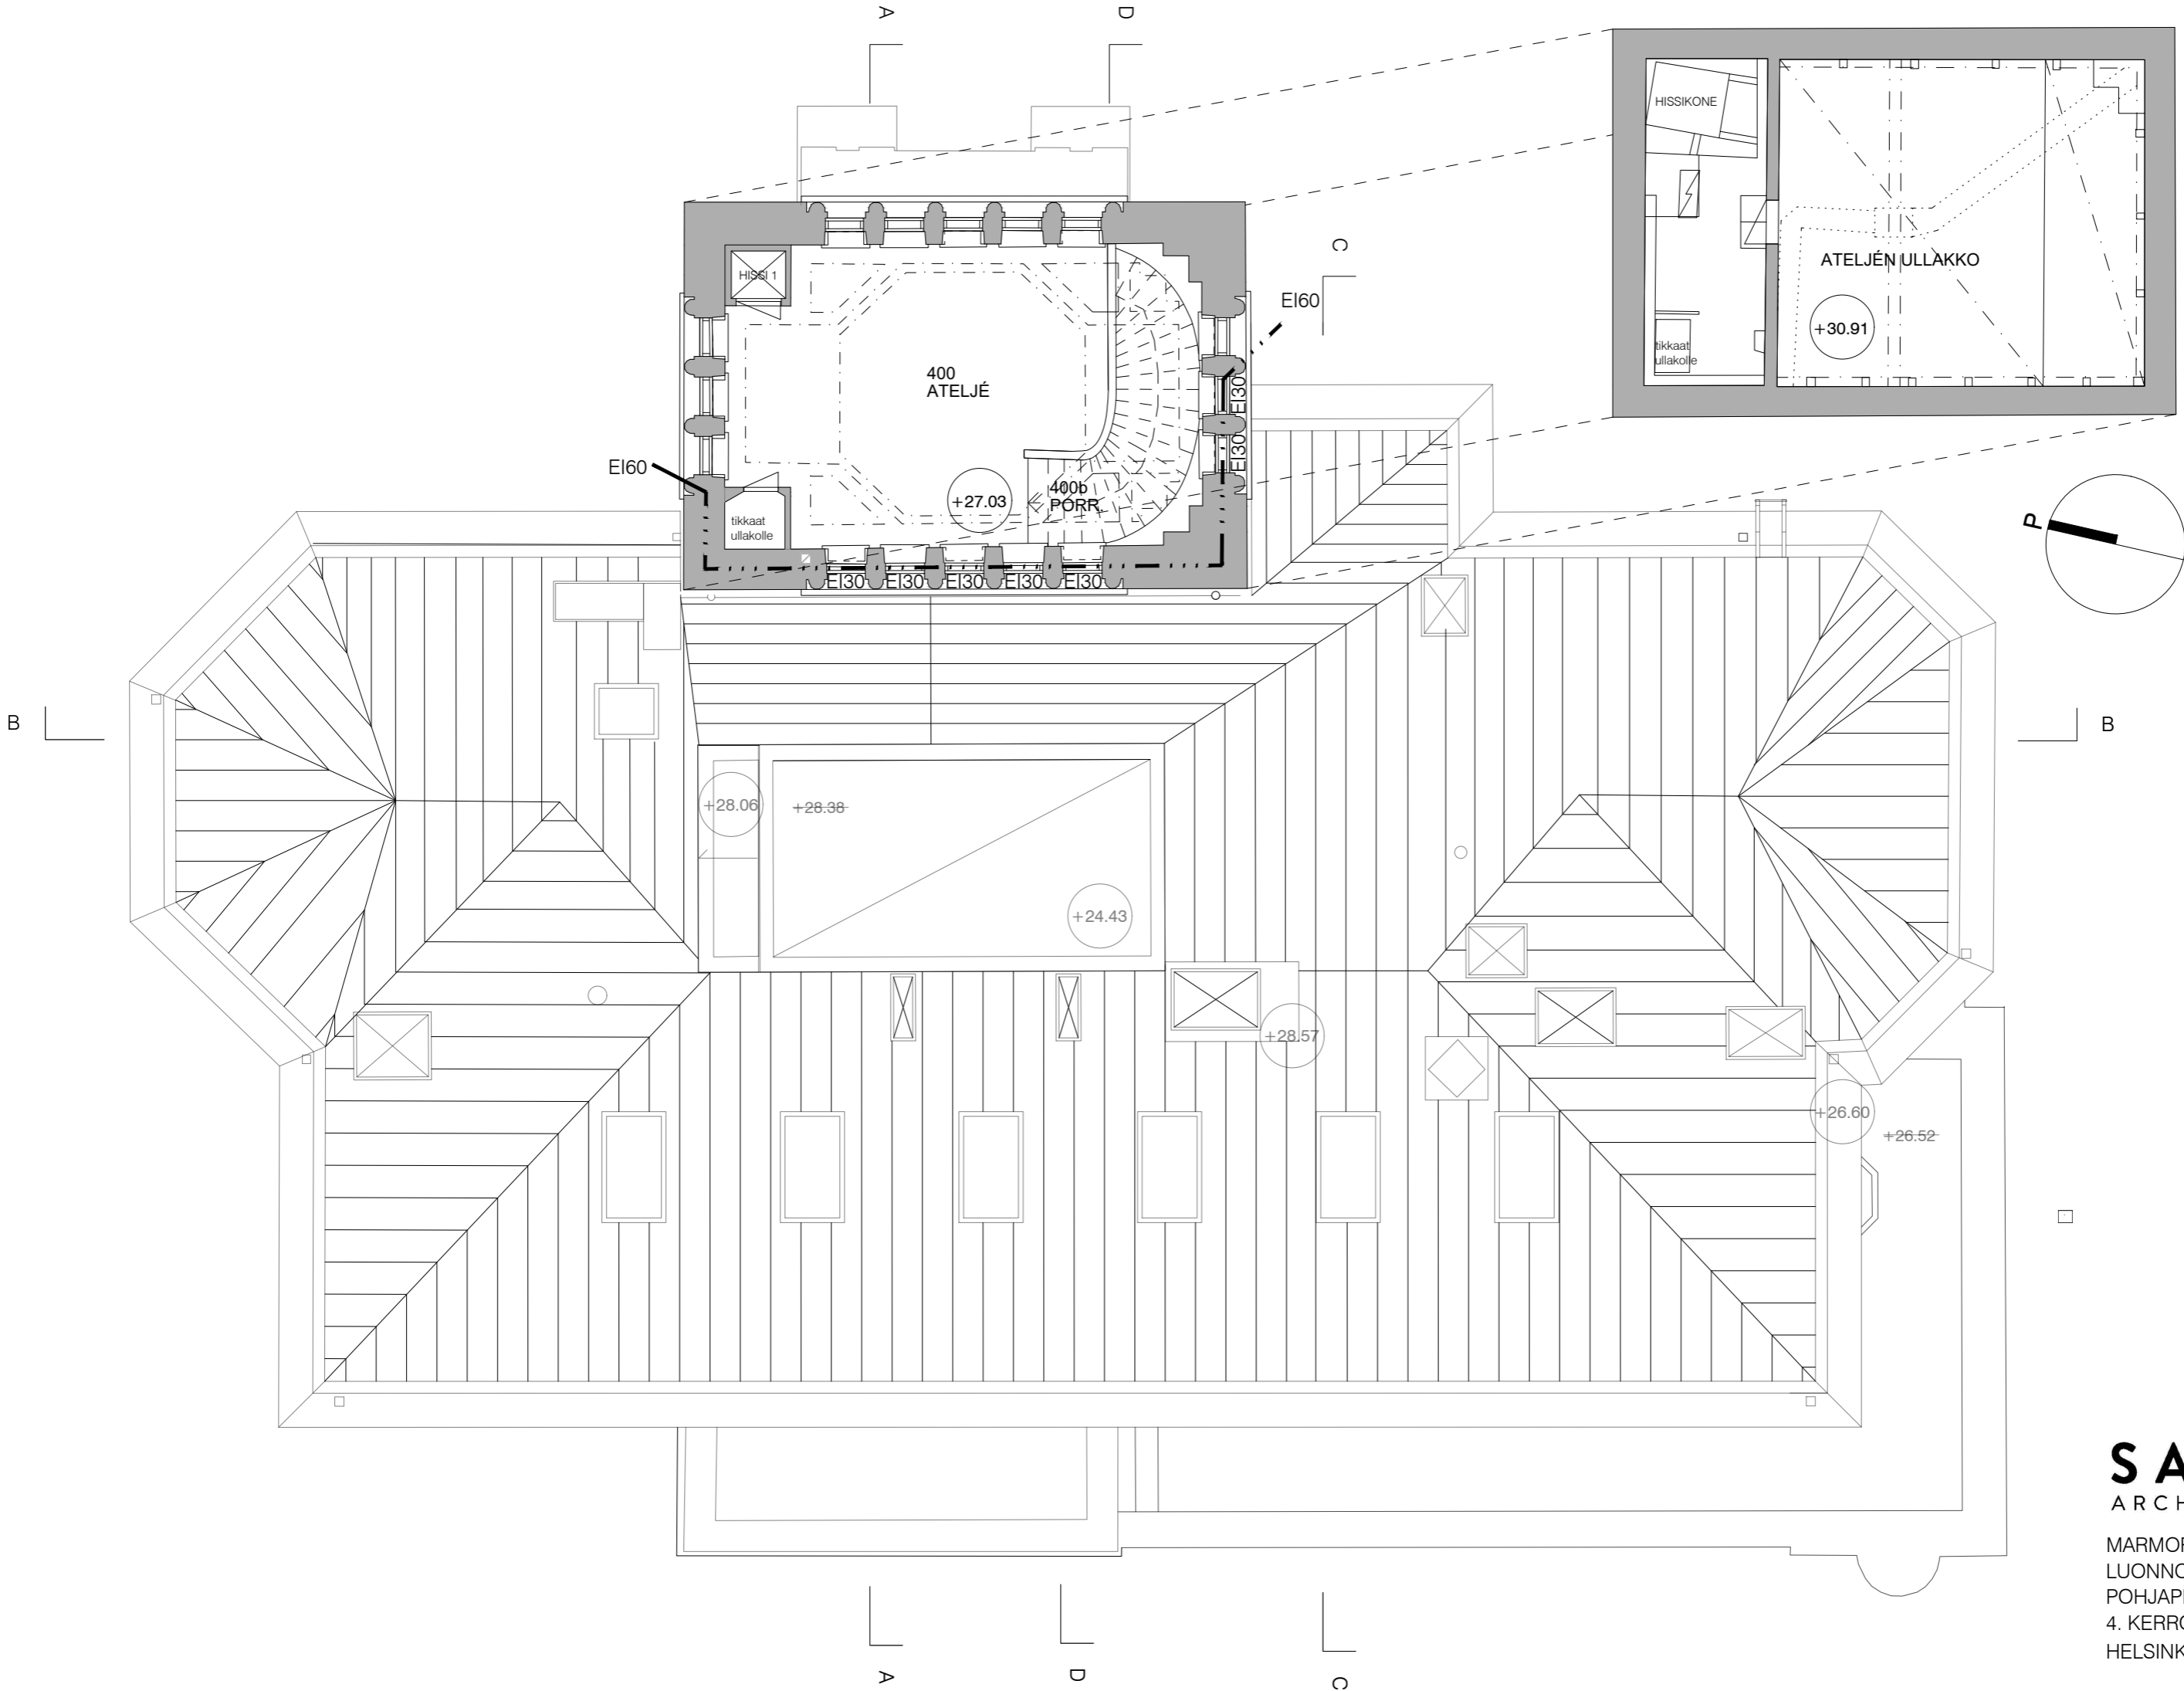 A
D
HISSIKONE
ATELJÉN ULLAKKO
+30.91
tikkaat
ullakolle
C
EI60
HISSI 1
400
ATELJÉ
EI30
EI30
EI60
400b
PORR.
+27.03
tikkaat
ullakolle
EI30
EI30
EI30
EI30
EI30
P
B
B
+28.06
+28.38
+24.43
+28.57
+26.60
+26.52
S A
ARCH
MARMOR
LUONNO
POHJAP
4. KERRO
HELSINK
A
D
C